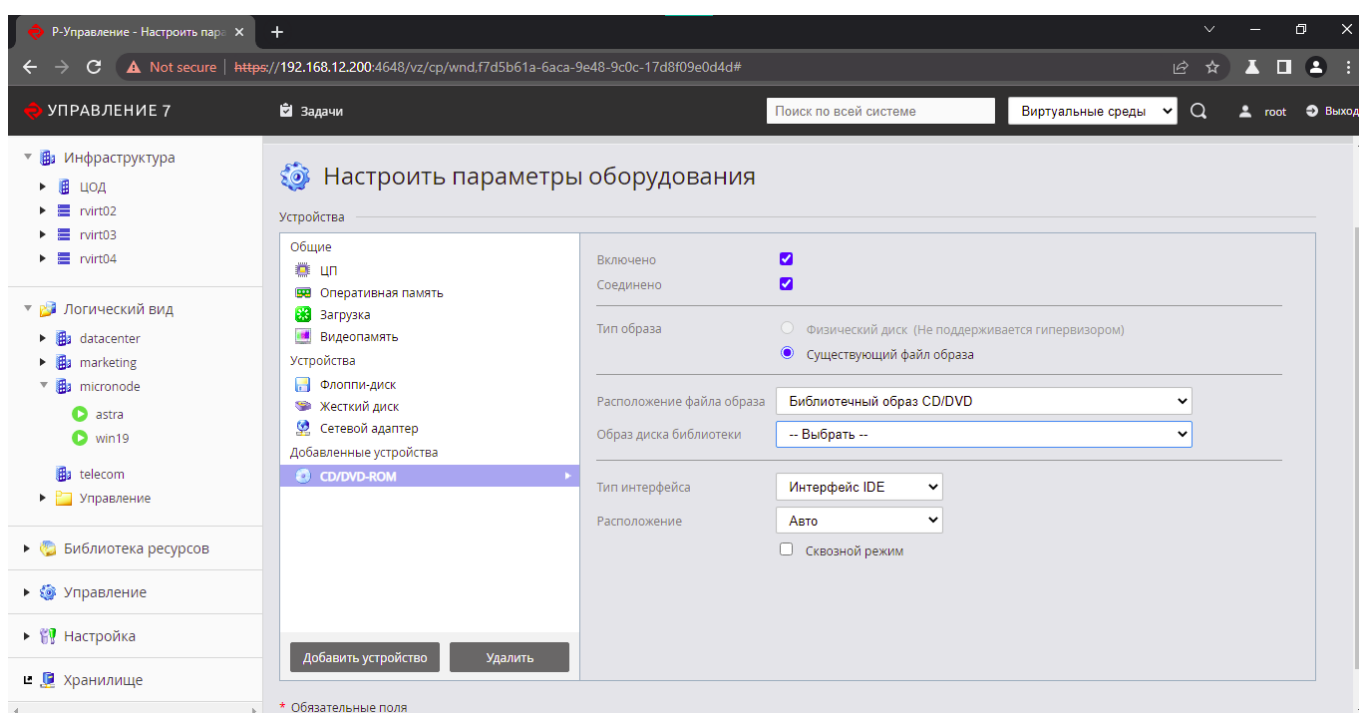 Р-Управление - Настроить пара
Not secure | https://192.168.12.200:4648/vz/cp/wnd,f7d5b61a-6aca-9e48-9c0c-17d8f09e0d4d#
УПРАВЛЕНИЕ 7
Задачи
Поиск по всей системе
Виртуальные среды
root
Выход
Инфраструктура
ЦОД
rvirt02
rvirt03
rvirt04
Логический вид
datacenter
marketing
micronode
astra
win19
telecom
Управление
Библиотека ресурсов
Управление
Настройка
Хранилище
Настроить параметры оборудования
Устройства
Общие
ЦП
Оперативная память
Загрузка
Видеопамять
Устройства
Флоппи-диск
Жесткий диск
Сетевой адаптер
Добавленные устройства
CD/DVD-ROM
Добавить устройство
Удалить
Включено
Соединено
Тип образа
Физический диск (Не поддерживается гипервизором)
Существующий файл образа
Расположение файла образа
Библиотечный образ CD/DVD
Образ диска библиотеки
-- Выбрать --
Тип интерфейса
Интерфейс IDE
Расположение
Авто
Сквозной режим
* Обязательные поля